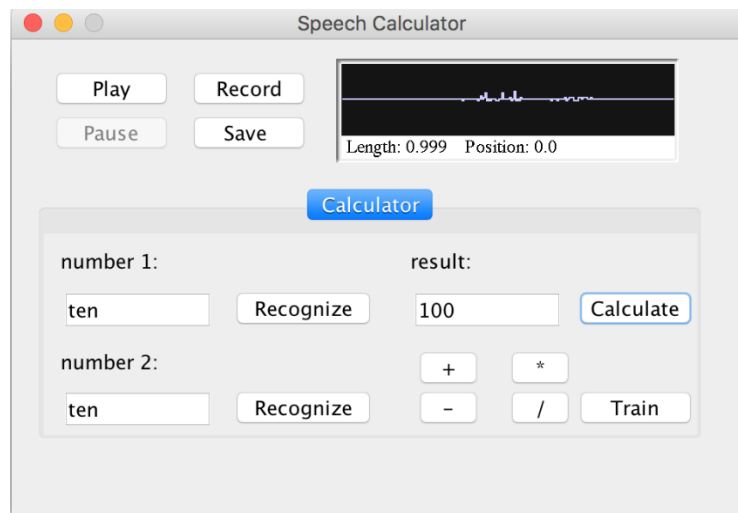 Speech Calculator
Play Record
Pause Save
Length: 0.999 Position: 0.0
Calculator
number 1: result:
ten Recognize 100 Calculate
number 2: + *
ten Recognize - / Train